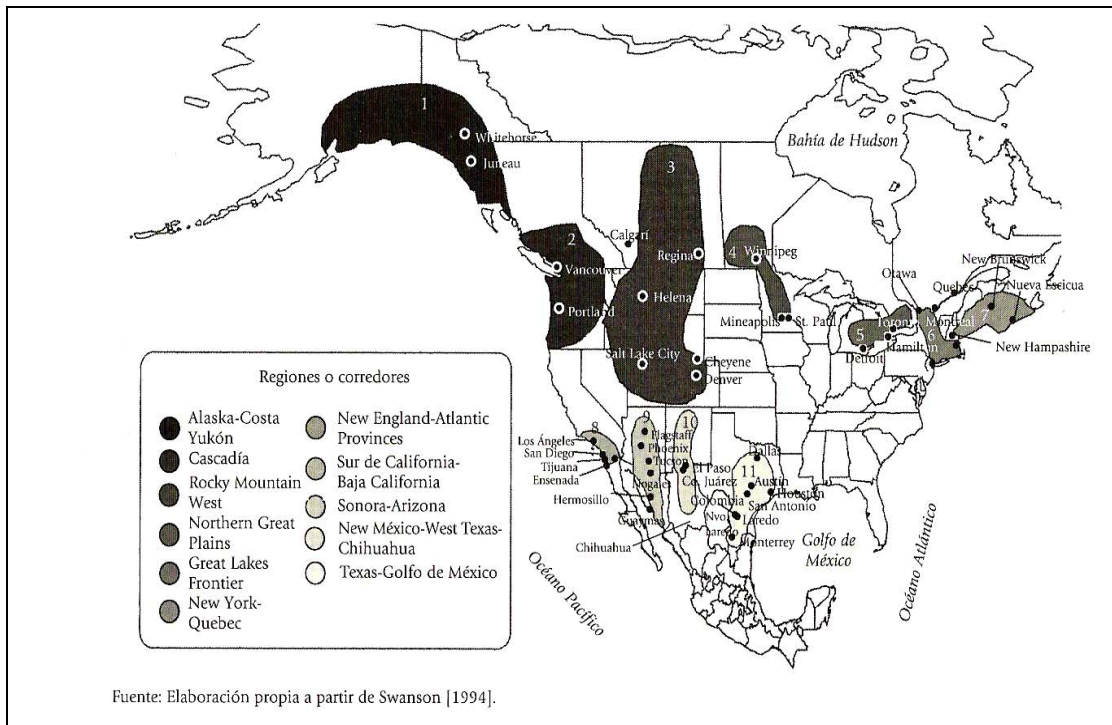 1
Whitehorse
Juneau
Bahía de Hudson
3
2
Calgarí
Vancouver
Regina
4
Winnipeg
New Brunswick
Otawa
Quebec
Nueva Escicua
Helena
Portland
Mineapolis
St. Paul
5
Toronto
Montreal
6
7
Hamilton
Detroit
New Hampashire
Salt Lake City
Cheyene
Denver
Regiones o corredores
Alaska-Costa
Yukón
Cascadía
Rocky Mountain
West
Northern Great
Plains
Great Lakes
Frontier
New York-
Quebec
New England-Atlantic
Provinces
Sur de California-
Baja California
Sonora-Arizona
New México-West Texas-
Chihuahua
Texas-Golfo de México
8
Los Ángeles
San Diego
Tijuana
Ensenada
9
Flagstaff
Phoenix
Tucson
Nogales
Hermosillo
Guaymas
10
El Paso
Cd. Juárez
Chihuahua
Dallas
11
Austín
Houston
Colombia
San Antonio
Nvo.
Laredo
Laredo
Monterrey
Golfo de
México
Océano Pacífico
Océano Atlántico
Fuente: Elaboración propia a partir de Swanson [1994].